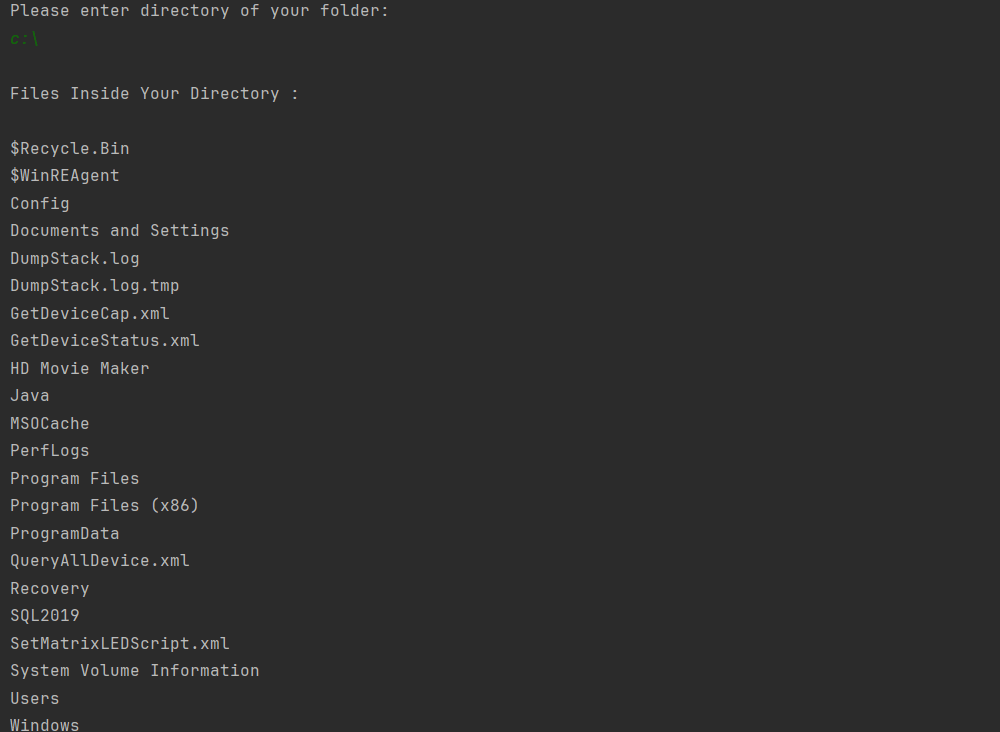 Please enter directory of your folder:
c:\
Files Inside Your Directory :
$Recycle.Bin
$WinREAgent
Config
Documents and Settings
DumpStack.log
DumpStack.log.tmp
GetDeviceCap.xml
GetDeviceStatus.xml
HD Movie Maker
Java
MSOCache
PerfLogs
Program Files
Program Files (x86)
ProgramData
QueryAllDevice.xml
Recovery
SQL2019
SetMatrixLEDScript.xml
System Volume Information
Users
Windows